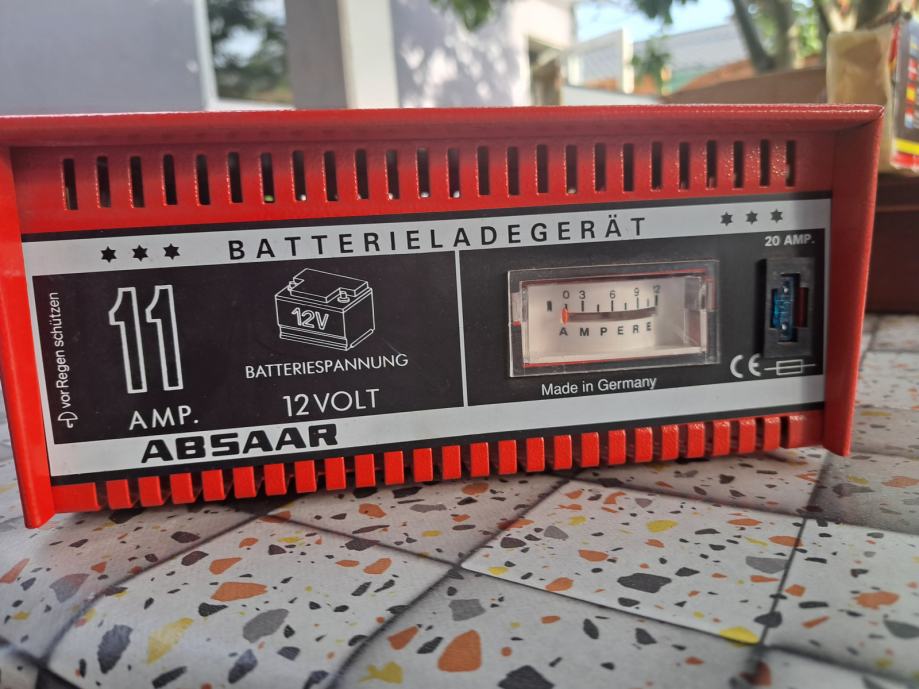 BATTERIELADEGERÄT
vor Regen schützen
11
AMP.
12V
BATTERIESPANNUNG
12 VOLT
ABSAAR
0 3 6 9 12
AMPERE
Made in Germany
20 AMP.
CE